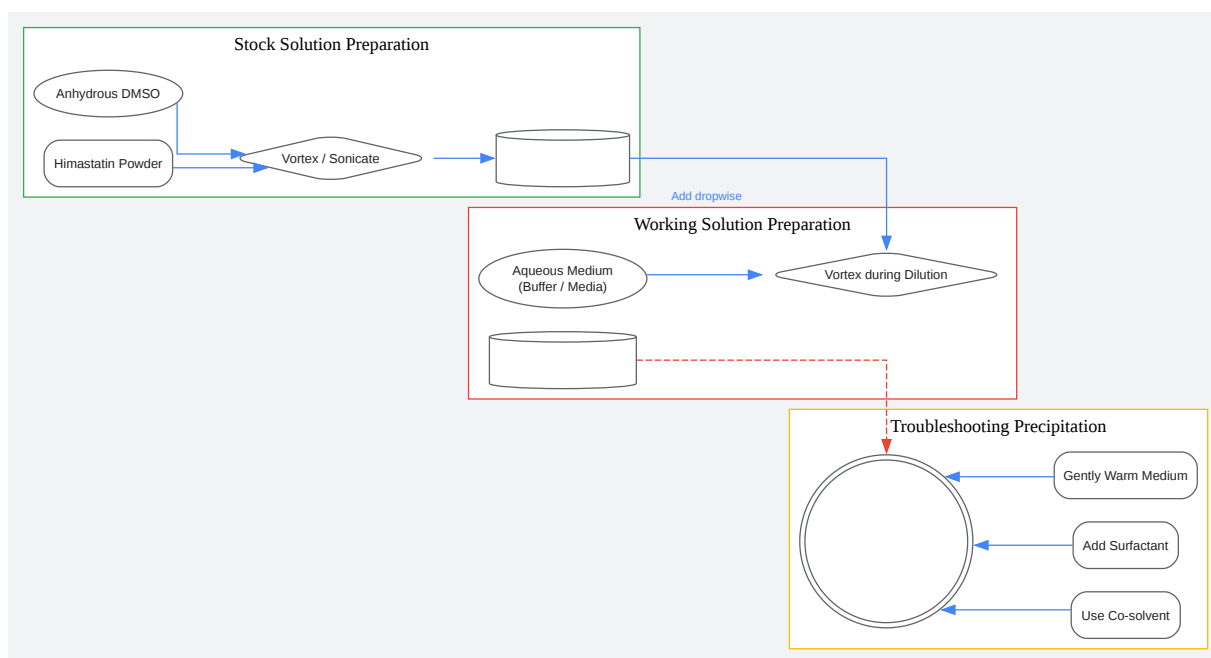 Stock Solution Preparation
Anhydrous DMSO
Himastatin Powder
Vortex / Sonicate
Add dropwise
Working Solution Preparation
Aqueous Medium
(Buffer / Media)
Vortex during Dilution
Troubleshooting Precipitation
Gently Warm Medium
Add Surfactant
Use Co-solvent